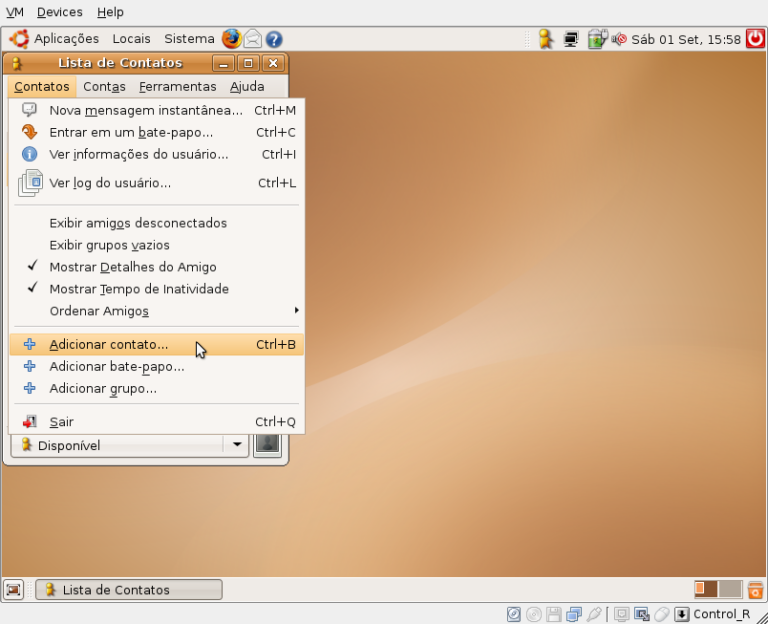 VM Devices Help
Aplicações Locais Sistema Sáb 01 Set, 15:58
Lista de Contatos
Contatos Contas Ferramentas Ajuda
Nova mensagem instantânea... Ctrl+M
Entrar em um bate-papo... Ctrl+C
Ver informações do usuário... Ctrl+I
Ver log do usuário... Ctrl+L
Exibir amigos desconectados
Exibir grupos vazios
Mostrar Detalhes do Amigo
Mostrar Tempo de Inatividade
Ordenar Amigos
Adicionar contato... Ctrl+B
Adicionar bate-papo...
Adicionar grupo...
Sair Ctrl+Q
Disponível
Lista de Contatos
Control_R